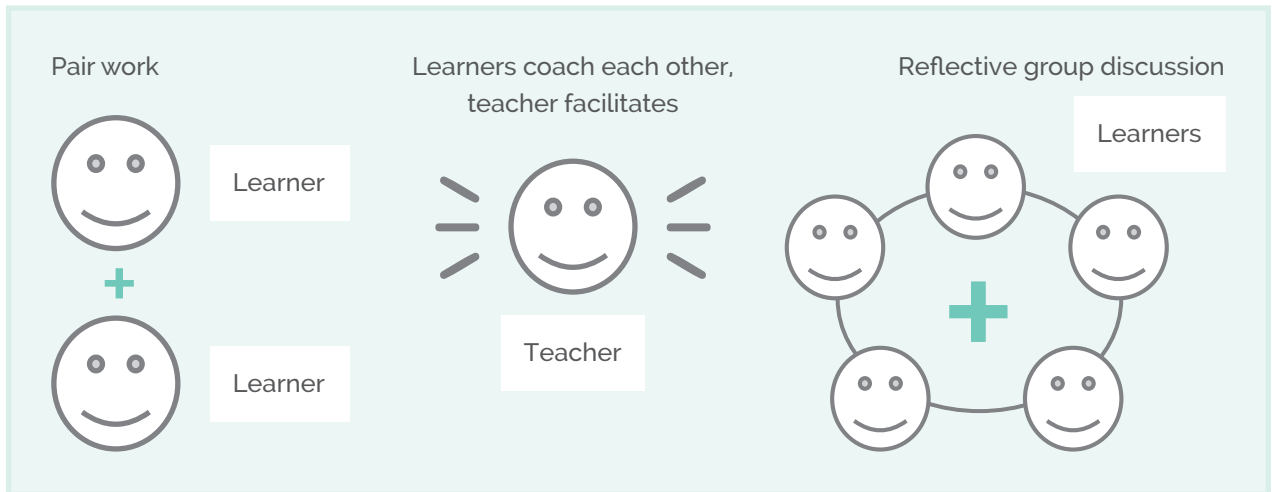 Pair work
Learner
Learner
Learners coach each other,
teacher facilitates
Teacher
Reflective group discussion
Learners